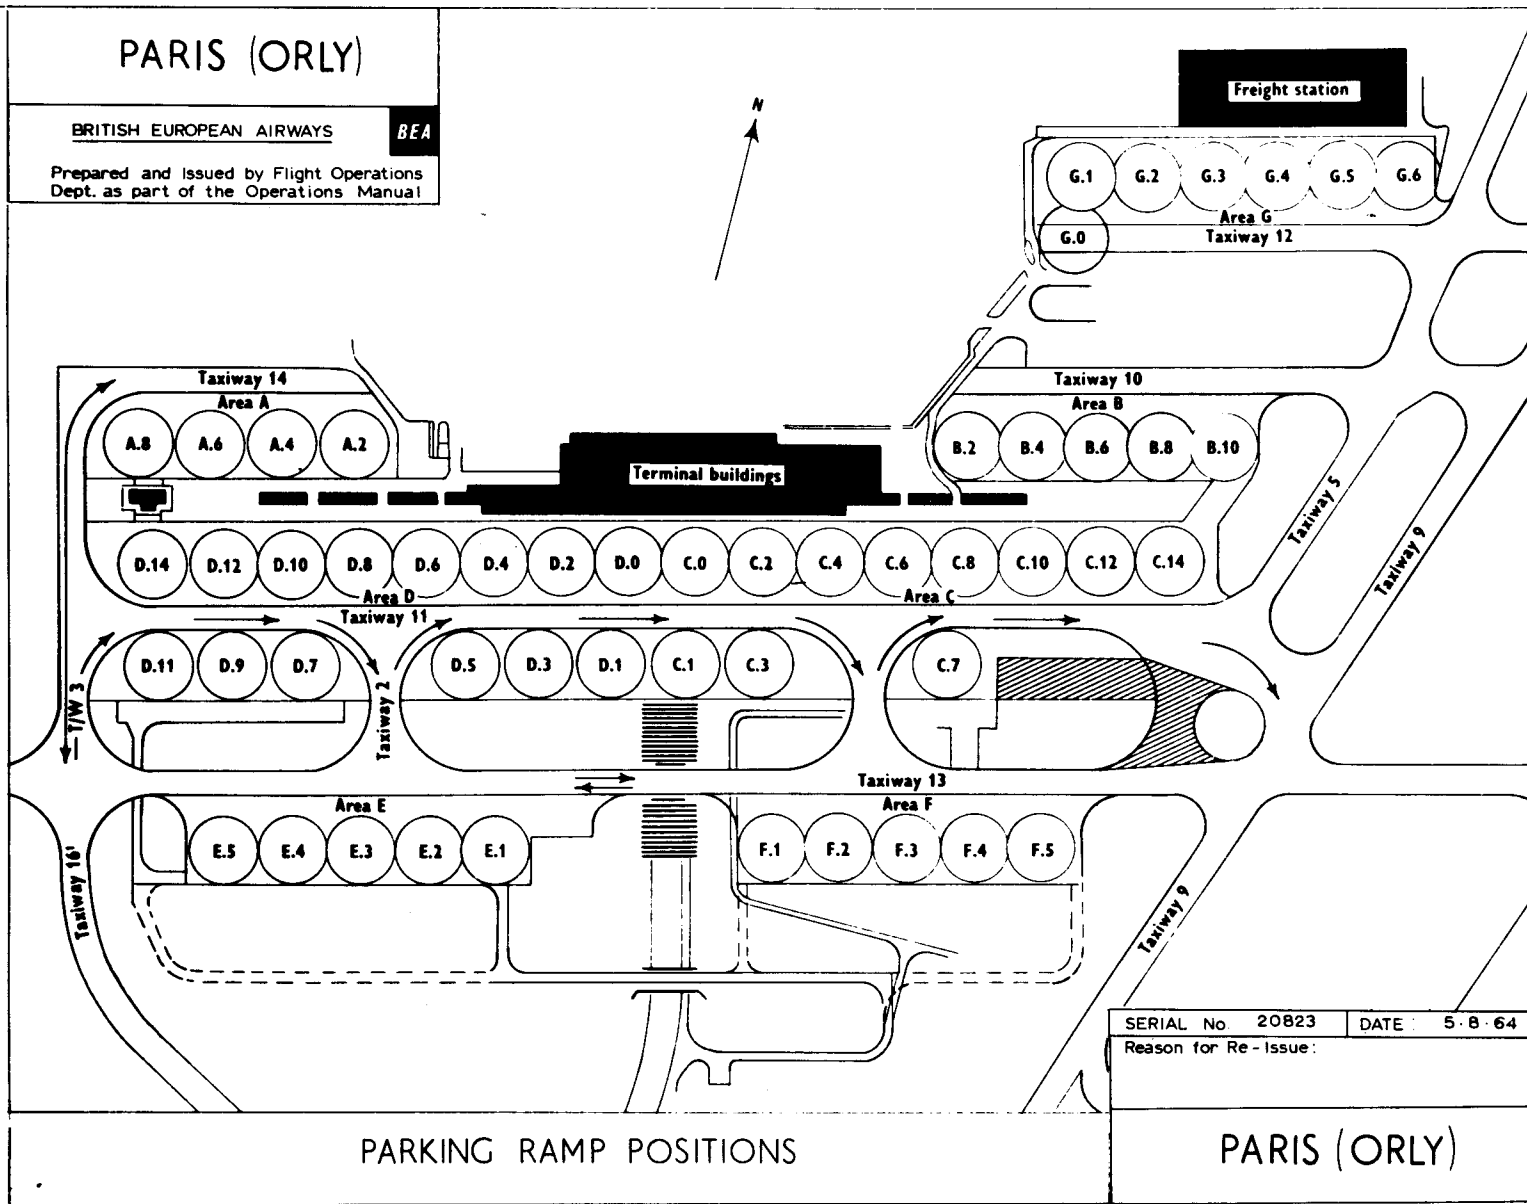 PARIS (ORLY)
BRITISH EUROPEAN AIRWAYS
BEA
Prepared and Issued by Flight Operations
Dept. as part of the Operations Manual
N
Freight station
G.1 G.2 G.3 G.4 G.5 G.6
Area G
G.0
Taxiway 12
Taxiway 14
Area A
A.8 A.6 A.4 A.2
Taxiway 10
Area B
B.2 B.4 B.6 B.8 B.10
Terminal buildings
Taxiway 5
Taxiway 9
D.14 D.12 D.10 D.8 D.6 D.4 D.2 D.0 C.0 C.2 C.4 C.6 C.8 C.10 C.12 C.14
Area D
Area C
Taxiway 11
D.11 D.9 D.7 D.5 D.3 D.1 C.1 C.3 C.7
T/W 3
Taxiway 2
Taxiway 13
Area E
Area F
E.5 E.4 E.3 E.2 E.1 F.1 F.2 F.3 F.4 F.5
Taxiway 16'
Taxiway 9
SERIAL No. 20823
DATE : 5·8·64
Reason for Re-Issue :
PARKING RAMP POSITIONS
PARIS (ORLY)